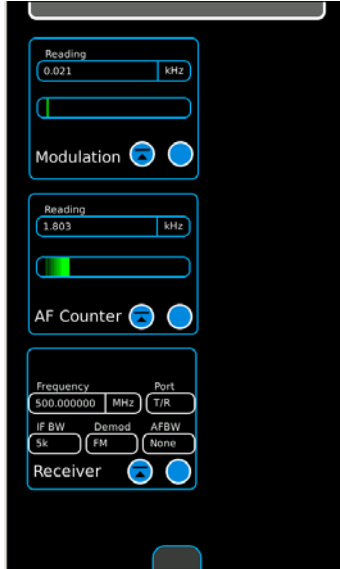 Reading
0.021 kHz
Modulation
Reading
1.803 kHz
AF Counter
Frequency Port
500.000000 MHz T/R
IF BW Demod AFBW
5k FM None
Receiver